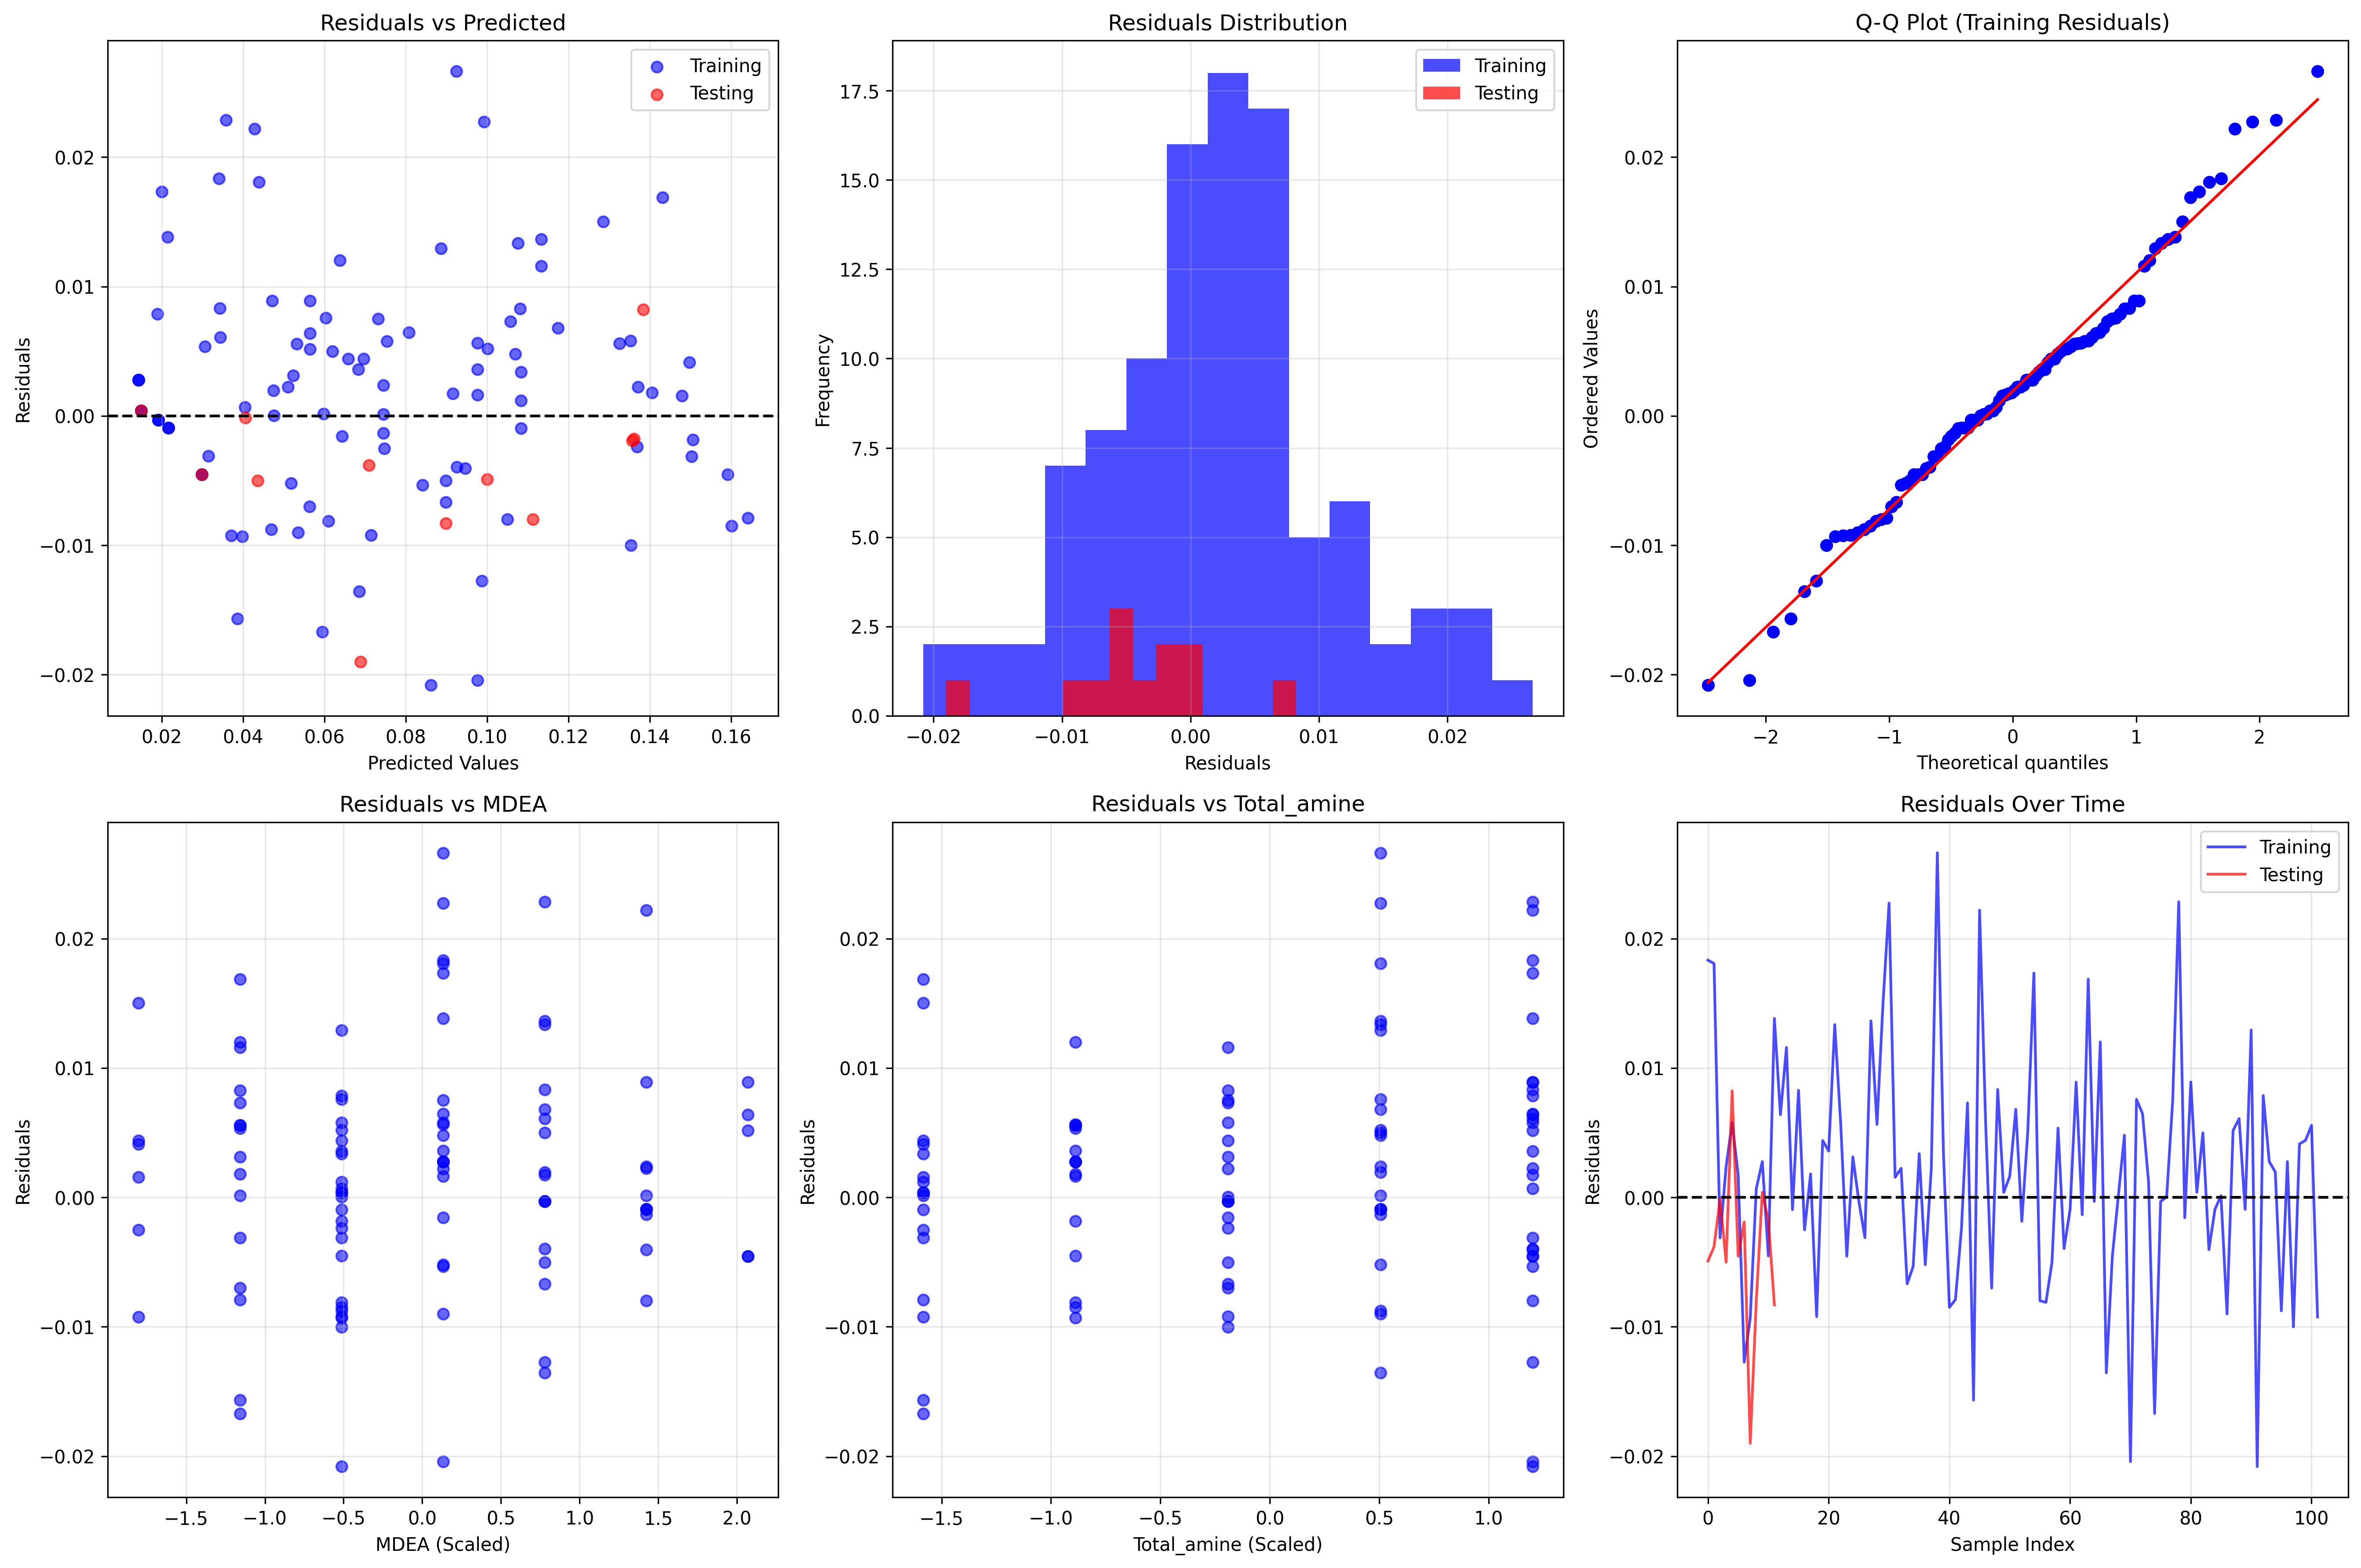 Residuals vs Predicted
Training
Testing
0.02
0.01
0.00
−0.01
−0.02
Residuals
0.02 0.04 0.06 0.08 0.10 0.12 0.14 0.16
Predicted Values
Residuals Distribution
Training
Testing
17.5
15.0
12.5
10.0
7.5
5.0
2.5
0.0
Frequency
−0.02 −0.01 0.00 0.01 0.02
Residuals
Q-Q Plot (Training Residuals)
0.02
0.01
0.00
−0.01
−0.02
Ordered Values
−2 −1 0 1 2
Theoretical quantiles
Residuals vs MDEA
0.02
0.01
0.00
−0.01
−0.02
Residuals
−1.5 −1.0 −0.5 0.0 0.5 1.0 1.5 2.0
MDEA (Scaled)
Residuals vs Total_amine
0.02
0.01
0.00
−0.01
−0.02
Residuals
−1.5 −1.0 −0.5 0.0 0.5 1.0
Total_amine (Scaled)
Residuals Over Time
Training
Testing
0.02
0.01
0.00
−0.01
−0.02
Residuals
0 20 40 60 80 100
Sample Index